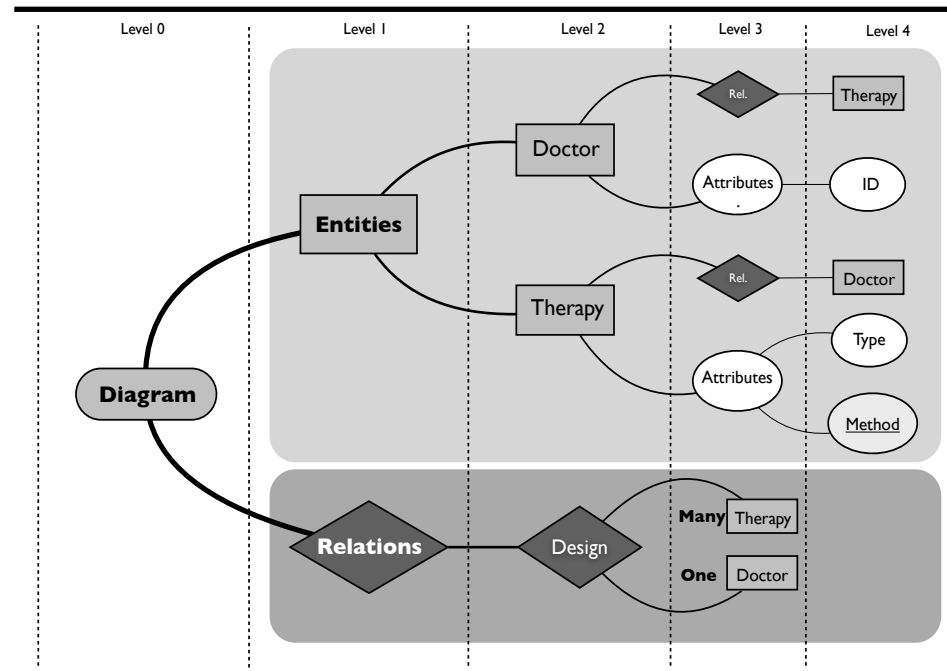 Level 0
Level 1
Level 2
Level 3
Level 4
Rel.
Therapy
Doctor
Attributes
.
ID
Entities
Rel.
Doctor
Therapy
Type
Attributes
Diagram
Method
Many
Therapy
Relations
Design
One
Doctor